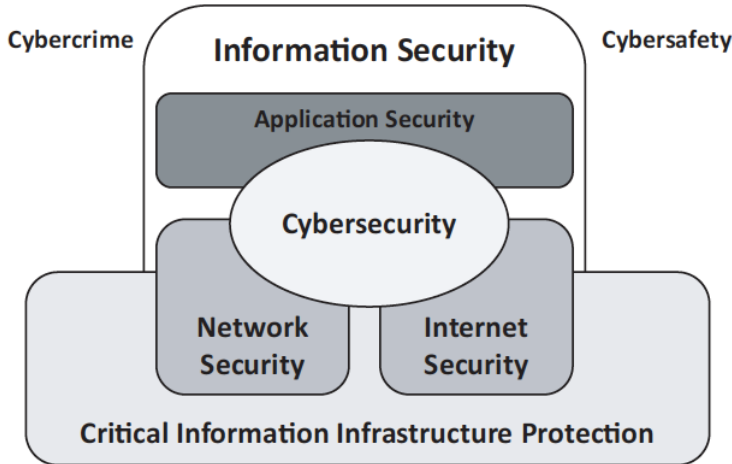 Cybercrime
Information Security
Cybersafety
Application Security
Cybersecurity
Network
Security
Internet
Security
Critical Information Infrastructure Protection